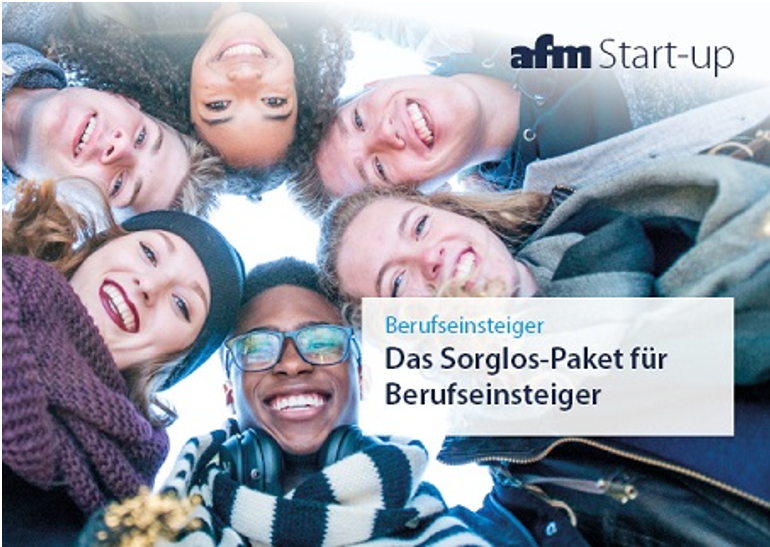 afm Start-up
Berufseinsteiger
Das Sorglos-Paket für
Berufseinsteiger